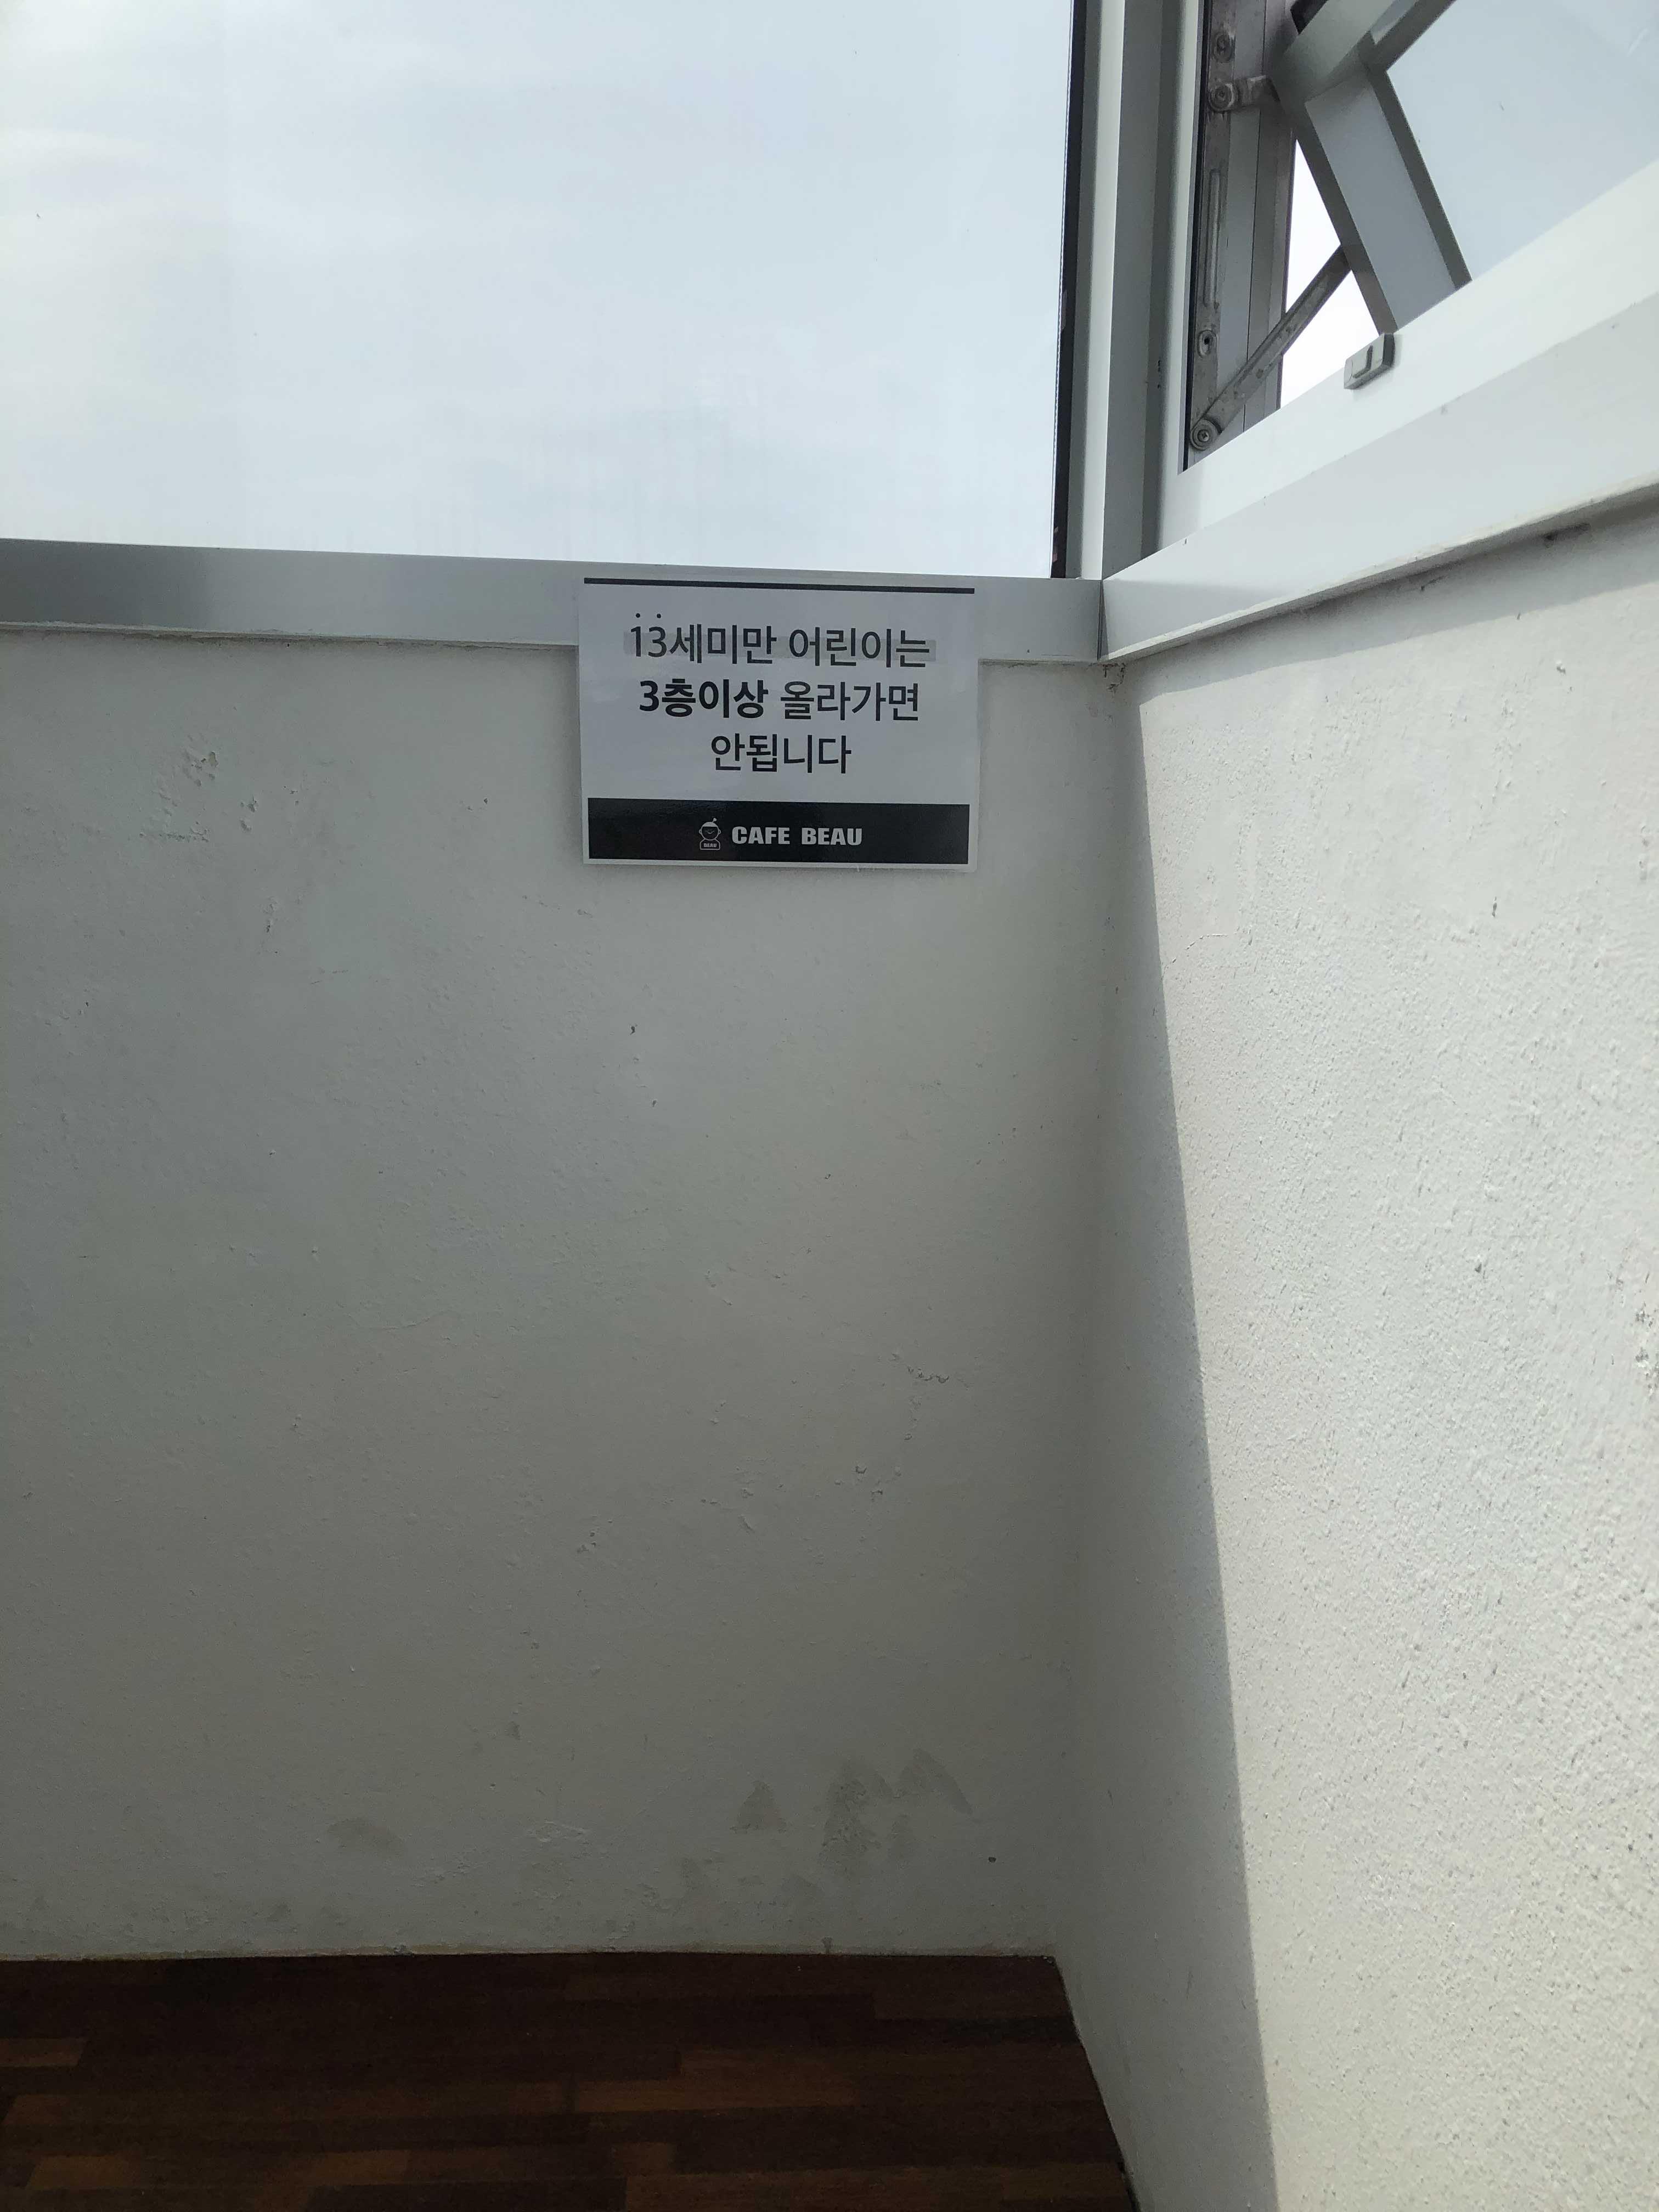 13세미만 어린이는
3층이상 올라가면
안됩니다
BEAU
CAFE BEAU